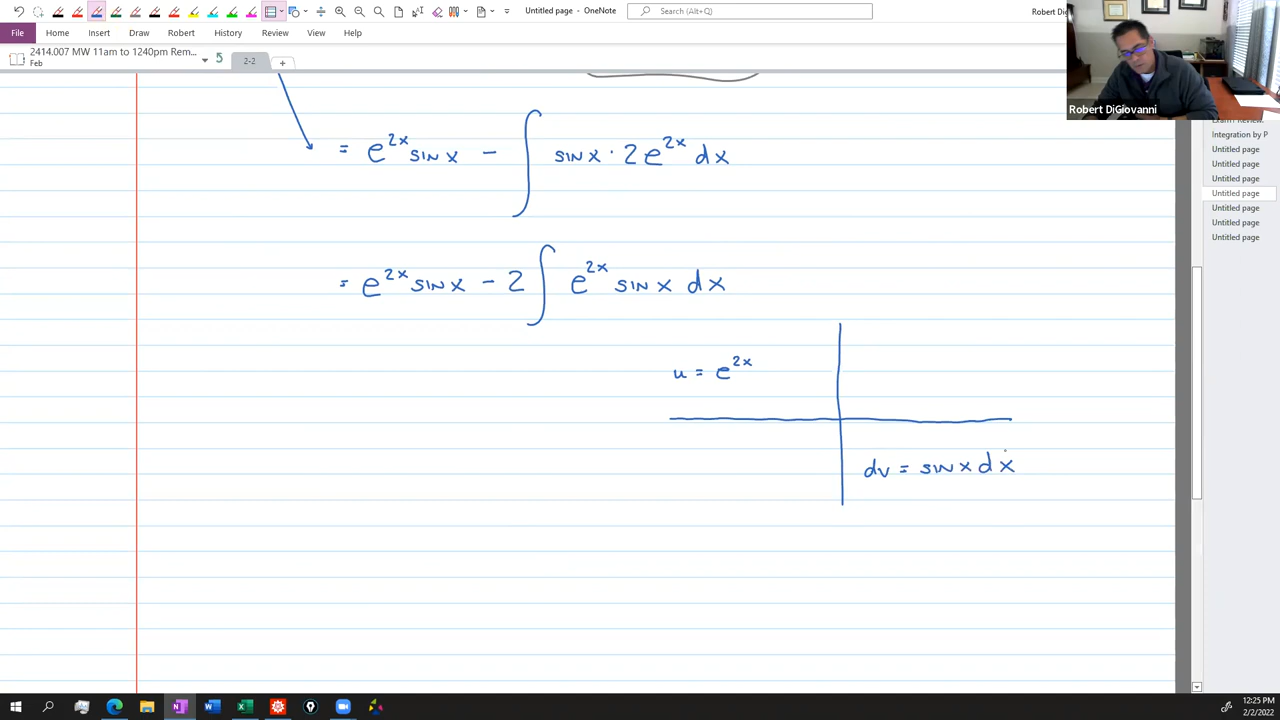 Untitled page - OneNote
Search (Alt+Q)
File Home Insert Draw Robert History Review View Help
2414.007 MW 11am to 1240pm Rem...
Feb
2-2
Robert DiGiovanni
Integration by P
Untitled page
Untitled page
Untitled page
Untitled page
Untitled page
Untitled page
Untitled page
= e^{2x} sin x - ∫ sin x · 2e^{2x} dx
= e^{2x} sin x - 2 ∫ e^{2x} sin x dx
u = e^{2x}
dv = sin x dx
12:25 PM
2/2/2022